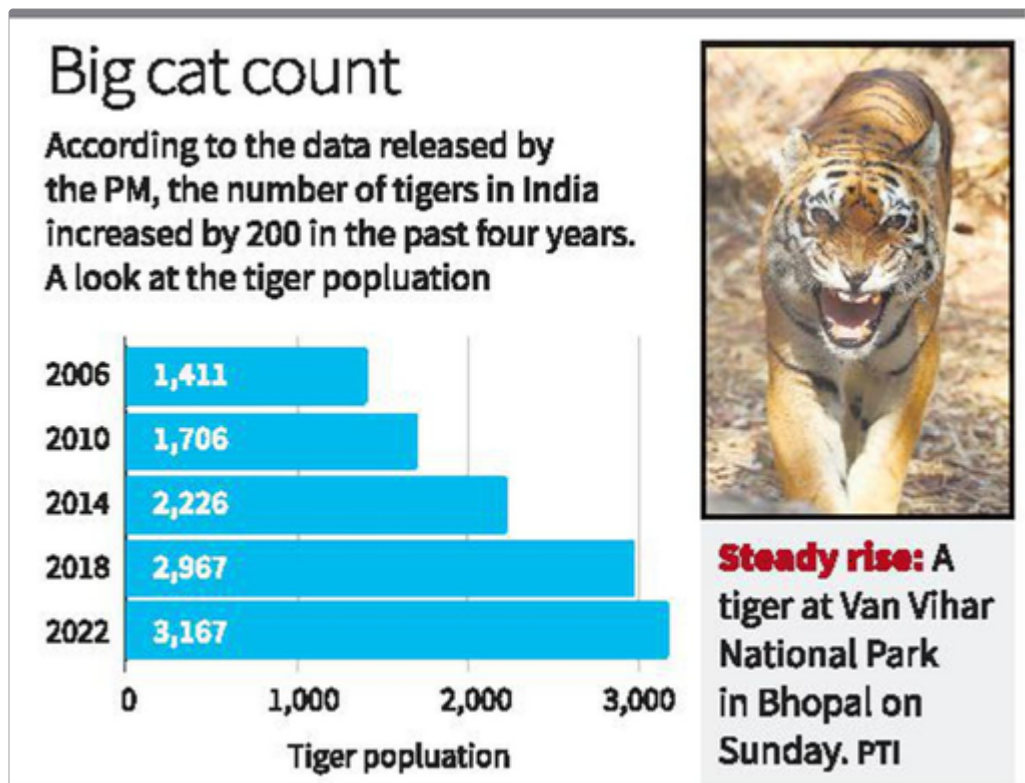 Big cat count
According to the data released by
the PM, the number of tigers in India
increased by 200 in the past four years.
A look at the tiger popluation
2006 1,411
2010 1,706
2014 2,226
2018 2,967
2022 3,167
0 1,000 2,000 3,000
Tiger popluation
Steady rise: A
tiger at Van Vihar
National Park
in Bhopal on
Sunday. PTI